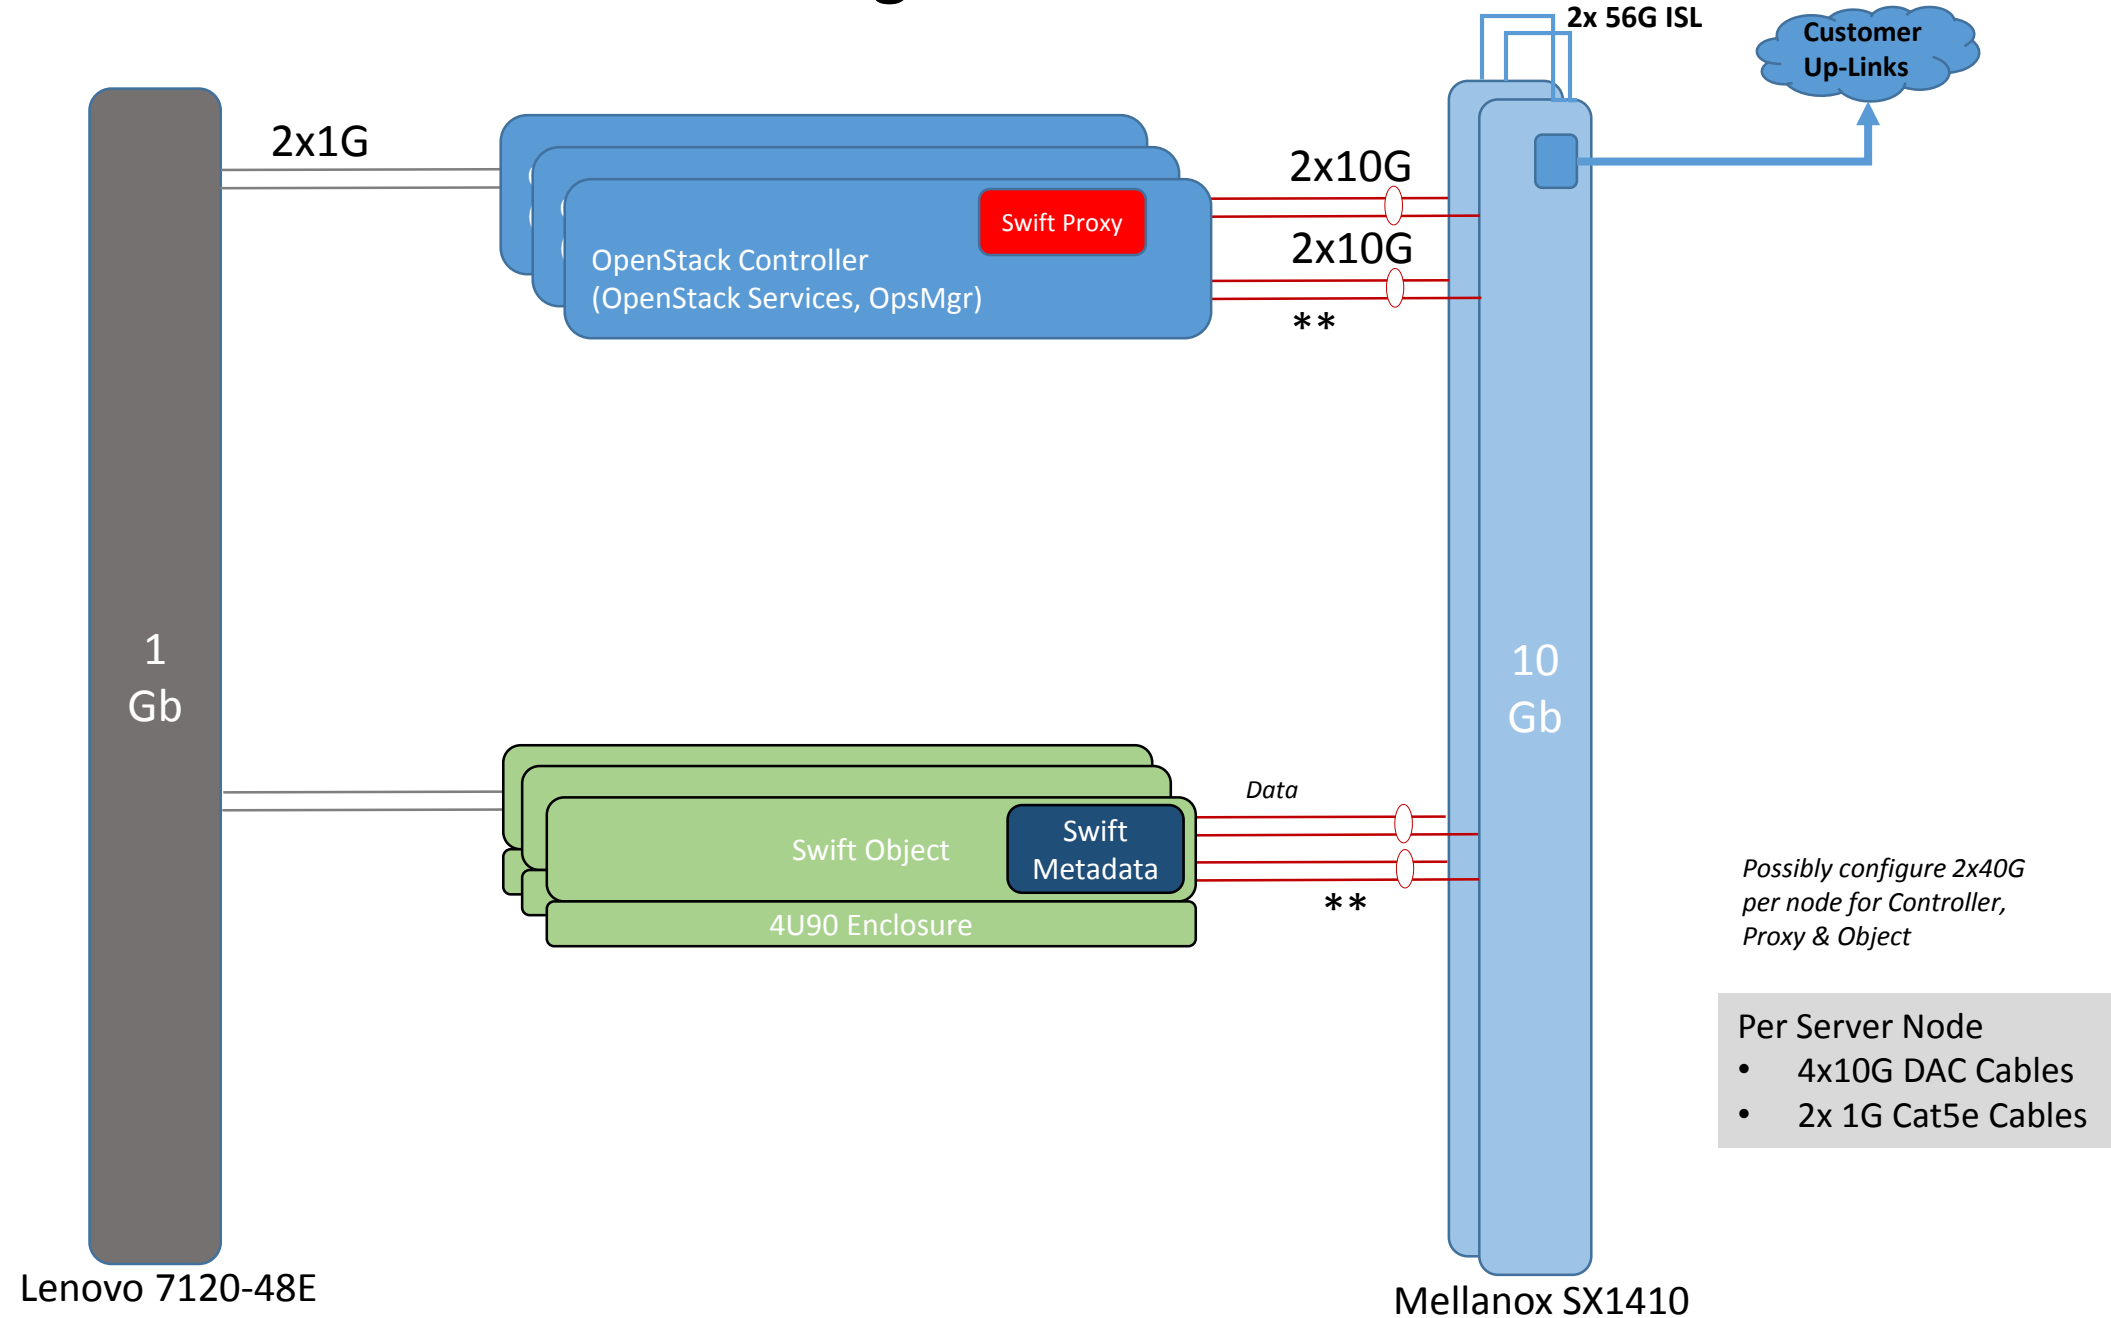 2x 56G ISL
Customer
Up-Links
2x1G
2x10G
Swift Proxy
2x10G
OpenStack Controller
(OpenStack Services, OpsMgr)
**
1
Gb
10
Gb
Data
Swift Object
Swift
Metadata
**
4U90 Enclosure
Possibly configure 2x40G
per node for Controller,
Proxy & Object
Per Server Node
• 4x10G DAC Cables
• 2x 1G Cat5e Cables
Lenovo 7120-48E
Mellanox SX1410